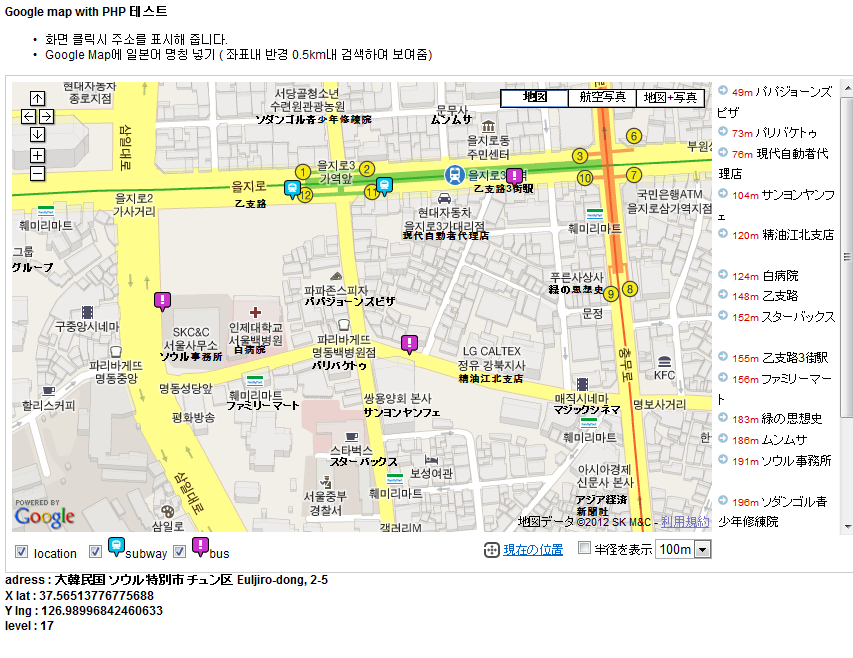 Google map with PHP 테스트
화면 클릭시 주소를 표시해 줍니다.
Google Map에 일본어 명칭 넣기 ( 좌표내 반경 0.5km내 검색하여 보여줌)
현대자동차
종로지점
서당골청소년
수련원관광농원
ソダンゴル青少年修練院
무무사
ムンムサ
地図
航空写真
地図+写真
삼일대로
을지로동
주민센터
6
부원
1
을지로3
가역앞
2
3
을지로
12
11
을지로3
역
乙支路3街駅
10
7
을지로2
가사거리
乙支路
훼미리마트
그룹
グループ
현대자동차
을지로3가대리점
現代自動車代理店
훼미리마트
국민은행ATM
을지로삼가역지점
파파존스피자
パパジョーンズピザ
푸른사상사
緑の思想史
9
8
문정
구중앙시네마
SKC&C
서울사무소
ソウル事務所
인제대학교
서울백병원
白病院
파리바게뜨
명동백병원점
パリバケトゥ
LG CALTEX
정유 강북지사
精油江北支店
충무로
KFC
파리바게뜨
명동중앙
할리스커피
명동성당앞
훼미리마트
ファミリーマート
쌍용양회 본사
サンヨンヤンフェ
매직시네마
マジックシネマ
명보사거리
평화방송
훼미리마트
스타벅스
スターバックス
보성여관
훼미리마트
삼일대로
서울중부
경찰서
아시아경제
신문사 본사
アジア経済
新聞社
삼일로
갤러리M
POWERED BY
Google
地図データ ©2012 SK M&C - 利用規約
49m パパジョーンズ
ピザ
73m パリバケトゥ
76m 現代自動者代
理店
104m サンヨンヤンフ
ェ
120m 精油江北支店
124m 白病院
148m 乙支路
152m スターバックス
155m 乙支路3街駅
156m ファミリーマー
ト
183m 緑の思想史
186m ムンムサ
191m ソウル事務所
196m ソダンゴル青
少年修練院
location
subway
bus
現在の位置
半径を表示
100m
adress : 大韓民国 ソウル特別市 チュン区 Euljiro-dong, 2-5
X lat : 37.56513776775688
Y lng : 126.98996842460633
level : 17